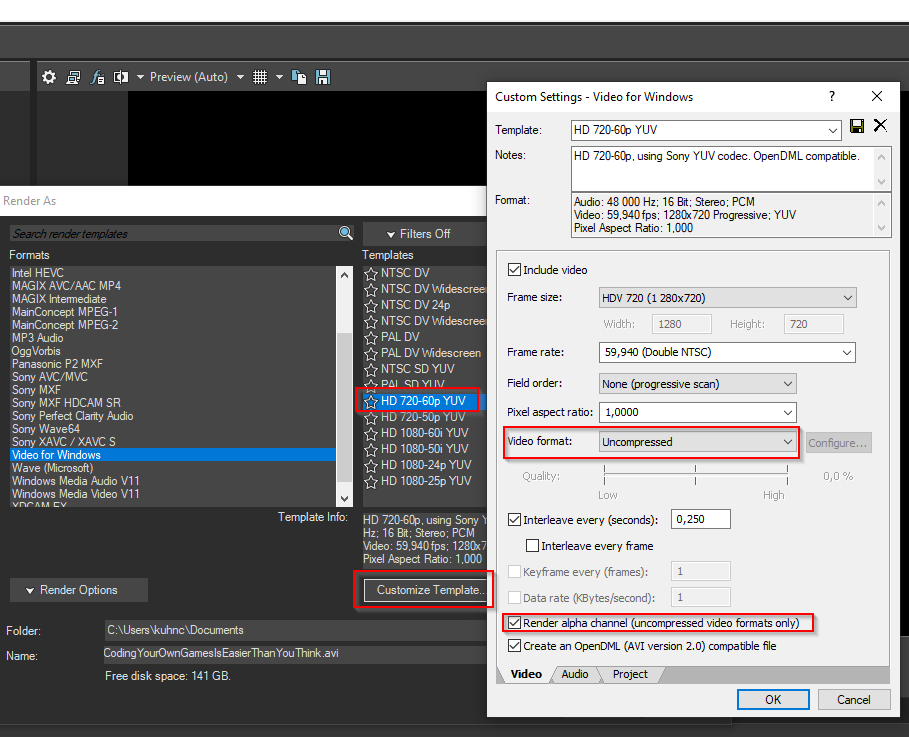 Preview (Auto)
Render As
Search render templates
Filters Off
Formats
Templates
Intel HEVC
MAGIX AVC/AAC MP4
MAGIX Intermediate
MainConcept MPEG-1
MainConcept MPEG-2
MP3 Audio
OggVorbis
Panasonic P2 MXF
Sony AVC/MVC
Sony MXF
Sony MXF HDCAM SR
Sony Perfect Clarity Audio
Sony Wave64
Sony XAVC / XAVC S
Video for Windows
Wave (Microsoft)
Windows Media Audio V11
Windows Media Video V11
XDCAM EX
NTSC DV
NTSC DV Widescree
NTSC DV 24p
NTSC DV Widescree
PAL DV
PAL DV Widescreen
NTSC SD YUV
PAL SD YUV
HD 720-60p YUV
HD 720-50p YUV
HD 1080-60i YUV
HD 1080-50i YUV
HD 1080-24p YUV
HD 1080-25p YUV
Template Info:
HD 720-60p, using Sony Y
Hz; 16 Bit; Stereo; PCM
Video: 59,940 fps; 1280x7
Pixel Aspect Ratio: 1,000
Render Options
Customize Template...
Folder:
C:\Users\kuhnc\Documents
Name:
CodingYourOwnGamesIsEasierThanYouThink.avi
Free disk space: 141 GB.
Custom Settings - Video for Windows
?
Template:
HD 720-60p YUV
Notes:
HD 720-60p, using Sony YUV codec. OpenDML compatible.
Format:
Audio: 48 000 Hz; 16 Bit; Stereo; PCM
Video: 59,940 fps; 1280x720 Progressive; YUV
Pixel Aspect Ratio: 1,000
Include video
Frame size:
HDV 720 (1 280x720)
Width:
1280
Height:
720
Frame rate:
59,940 (Double NTSC)
Field order:
None (progressive scan)
Pixel aspect ratio:
1,0000
Video format:
Uncompressed
Configure...
Quality:
0,0 %
Low
High
Interleave every (seconds):
0,250
Interleave every frame
Keyframe every (frames):
1
Data rate (KBytes/second):
1
Render alpha channel (uncompressed video formats only)
Create an OpenDML (AVI version 2.0) compatible file
Video
Audio
Project
OK
Cancel